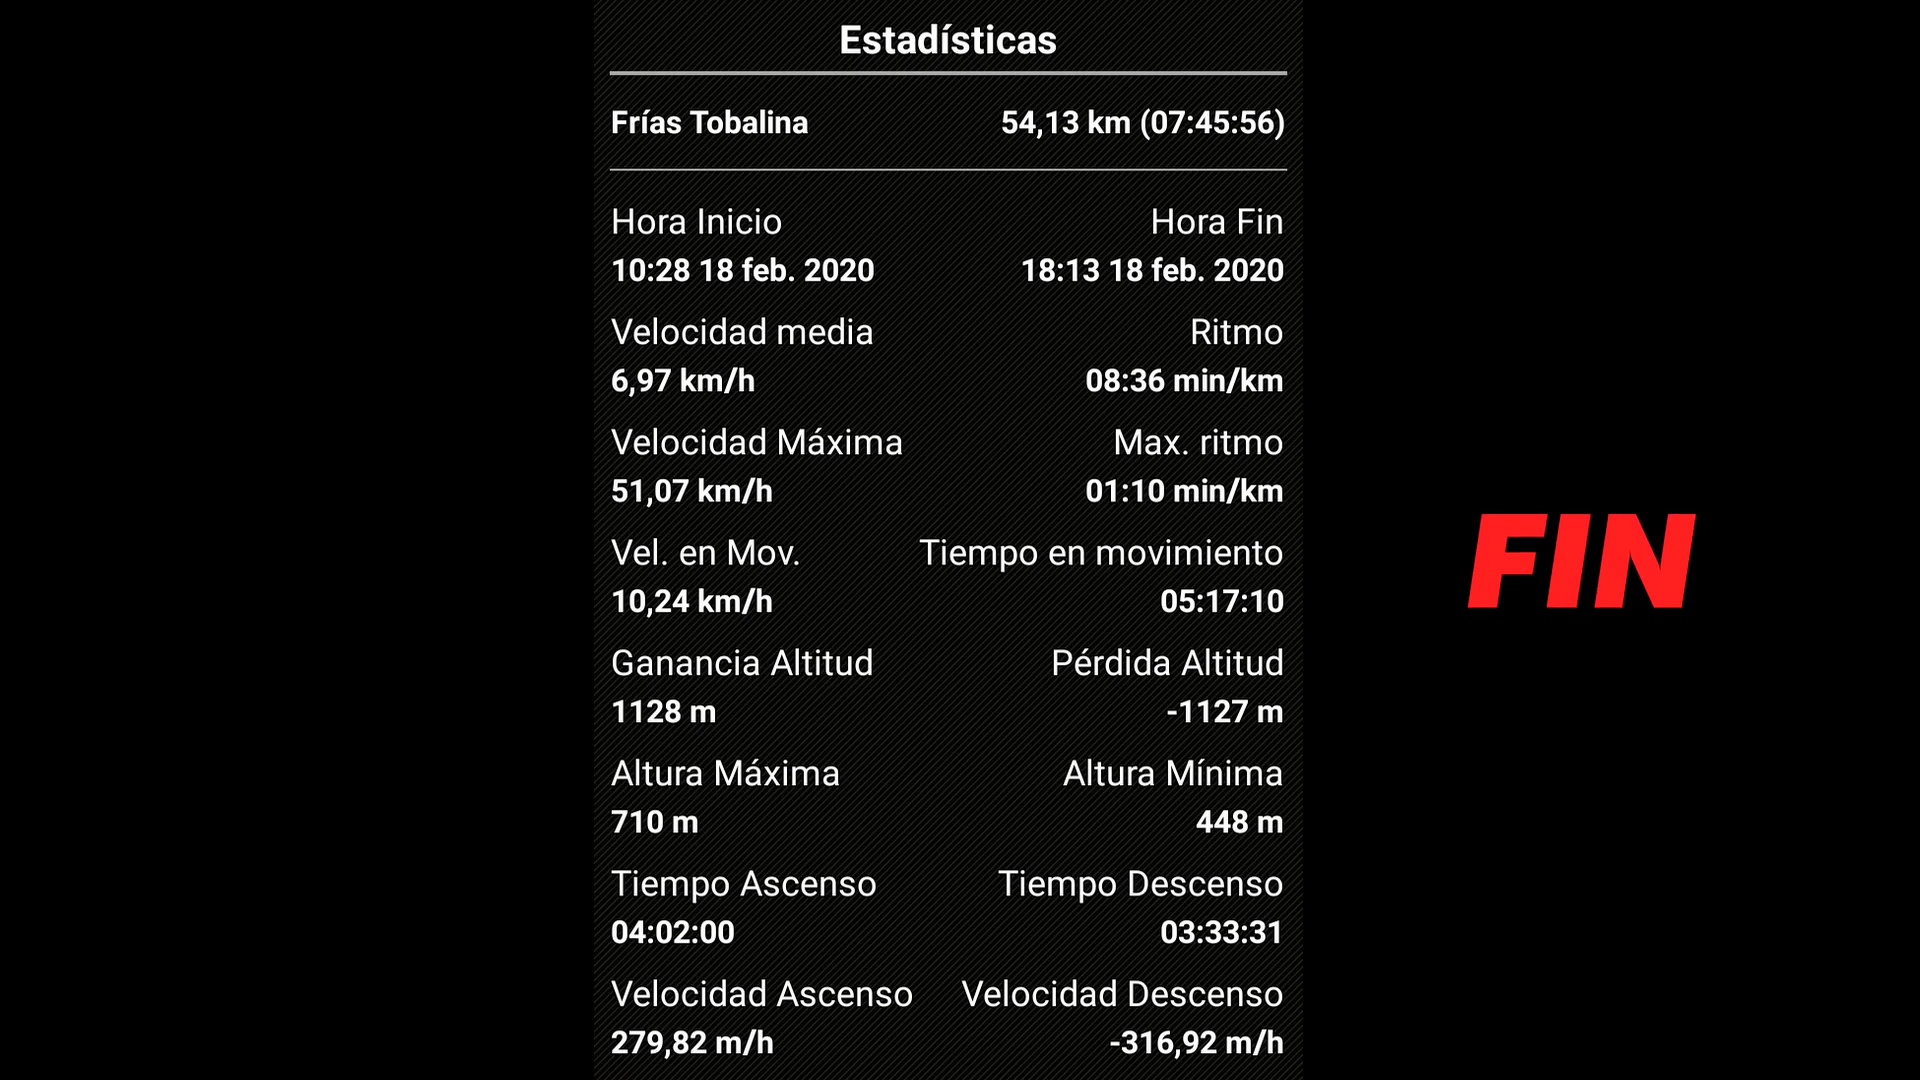 Estadísticas
Frías Tobalina 54,13 km (07:45:56)
Hora Inicio Hora Fin
10:28 18 feb. 2020 18:13 18 feb. 2020
Velocidad media Ritmo
6,97 km/h 08:36 min/km
Velocidad Máxima Max. ritmo
51,07 km/h 01:10 min/km
Vel. en Mov. Tiempo en movimiento
10,24 km/h 05:17:10
Ganancia Altitud Pérdida Altitud
1128 m -1127 m
Altura Máxima Altura Mínima
710 m 448 m
Tiempo Ascenso Tiempo Descenso
04:02:00 03:33:31
Velocidad Ascenso Velocidad Descenso
279,82 m/h -316,92 m/h
FIN